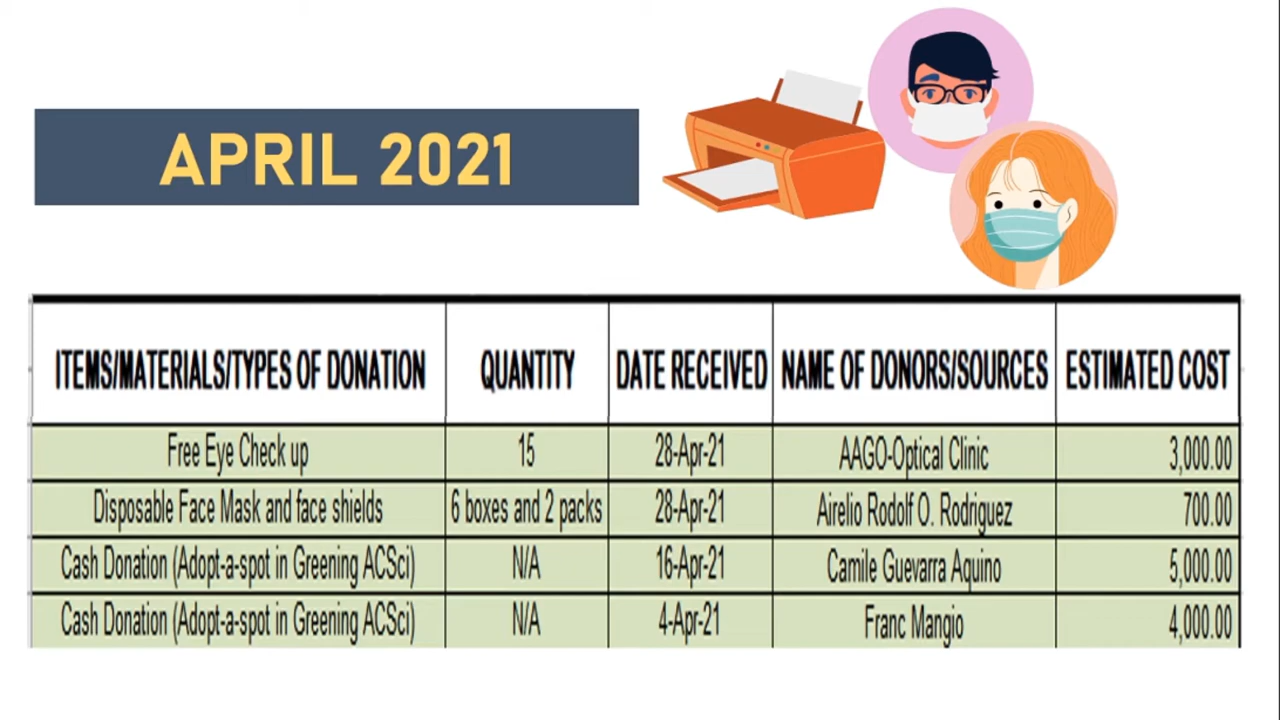 APRIL 2021
ITEMS/MATERIALS/TYPES OF DONATION QUANTITY DATE RECEIVED NAME OF DONORS/SOURCES ESTIMATED COST
Free Eye Check up 15 28-Apr-21 AAGO-Optical Clinic 3,000.00
Disposable Face Mask and face shields 6 boxes and 2 packs 28-Apr-21 Airelio Rodolf O. Rodriguez 700.00
Cash Donation (Adopt-a-spot in Greening ACSci) N/A 16-Apr-21 Camile Guevarra Aquino 5,000.00
Cash Donation (Adopt-a-spot in Greening ACSci) N/A 4-Apr-21 Franc Mangio 4,000.00